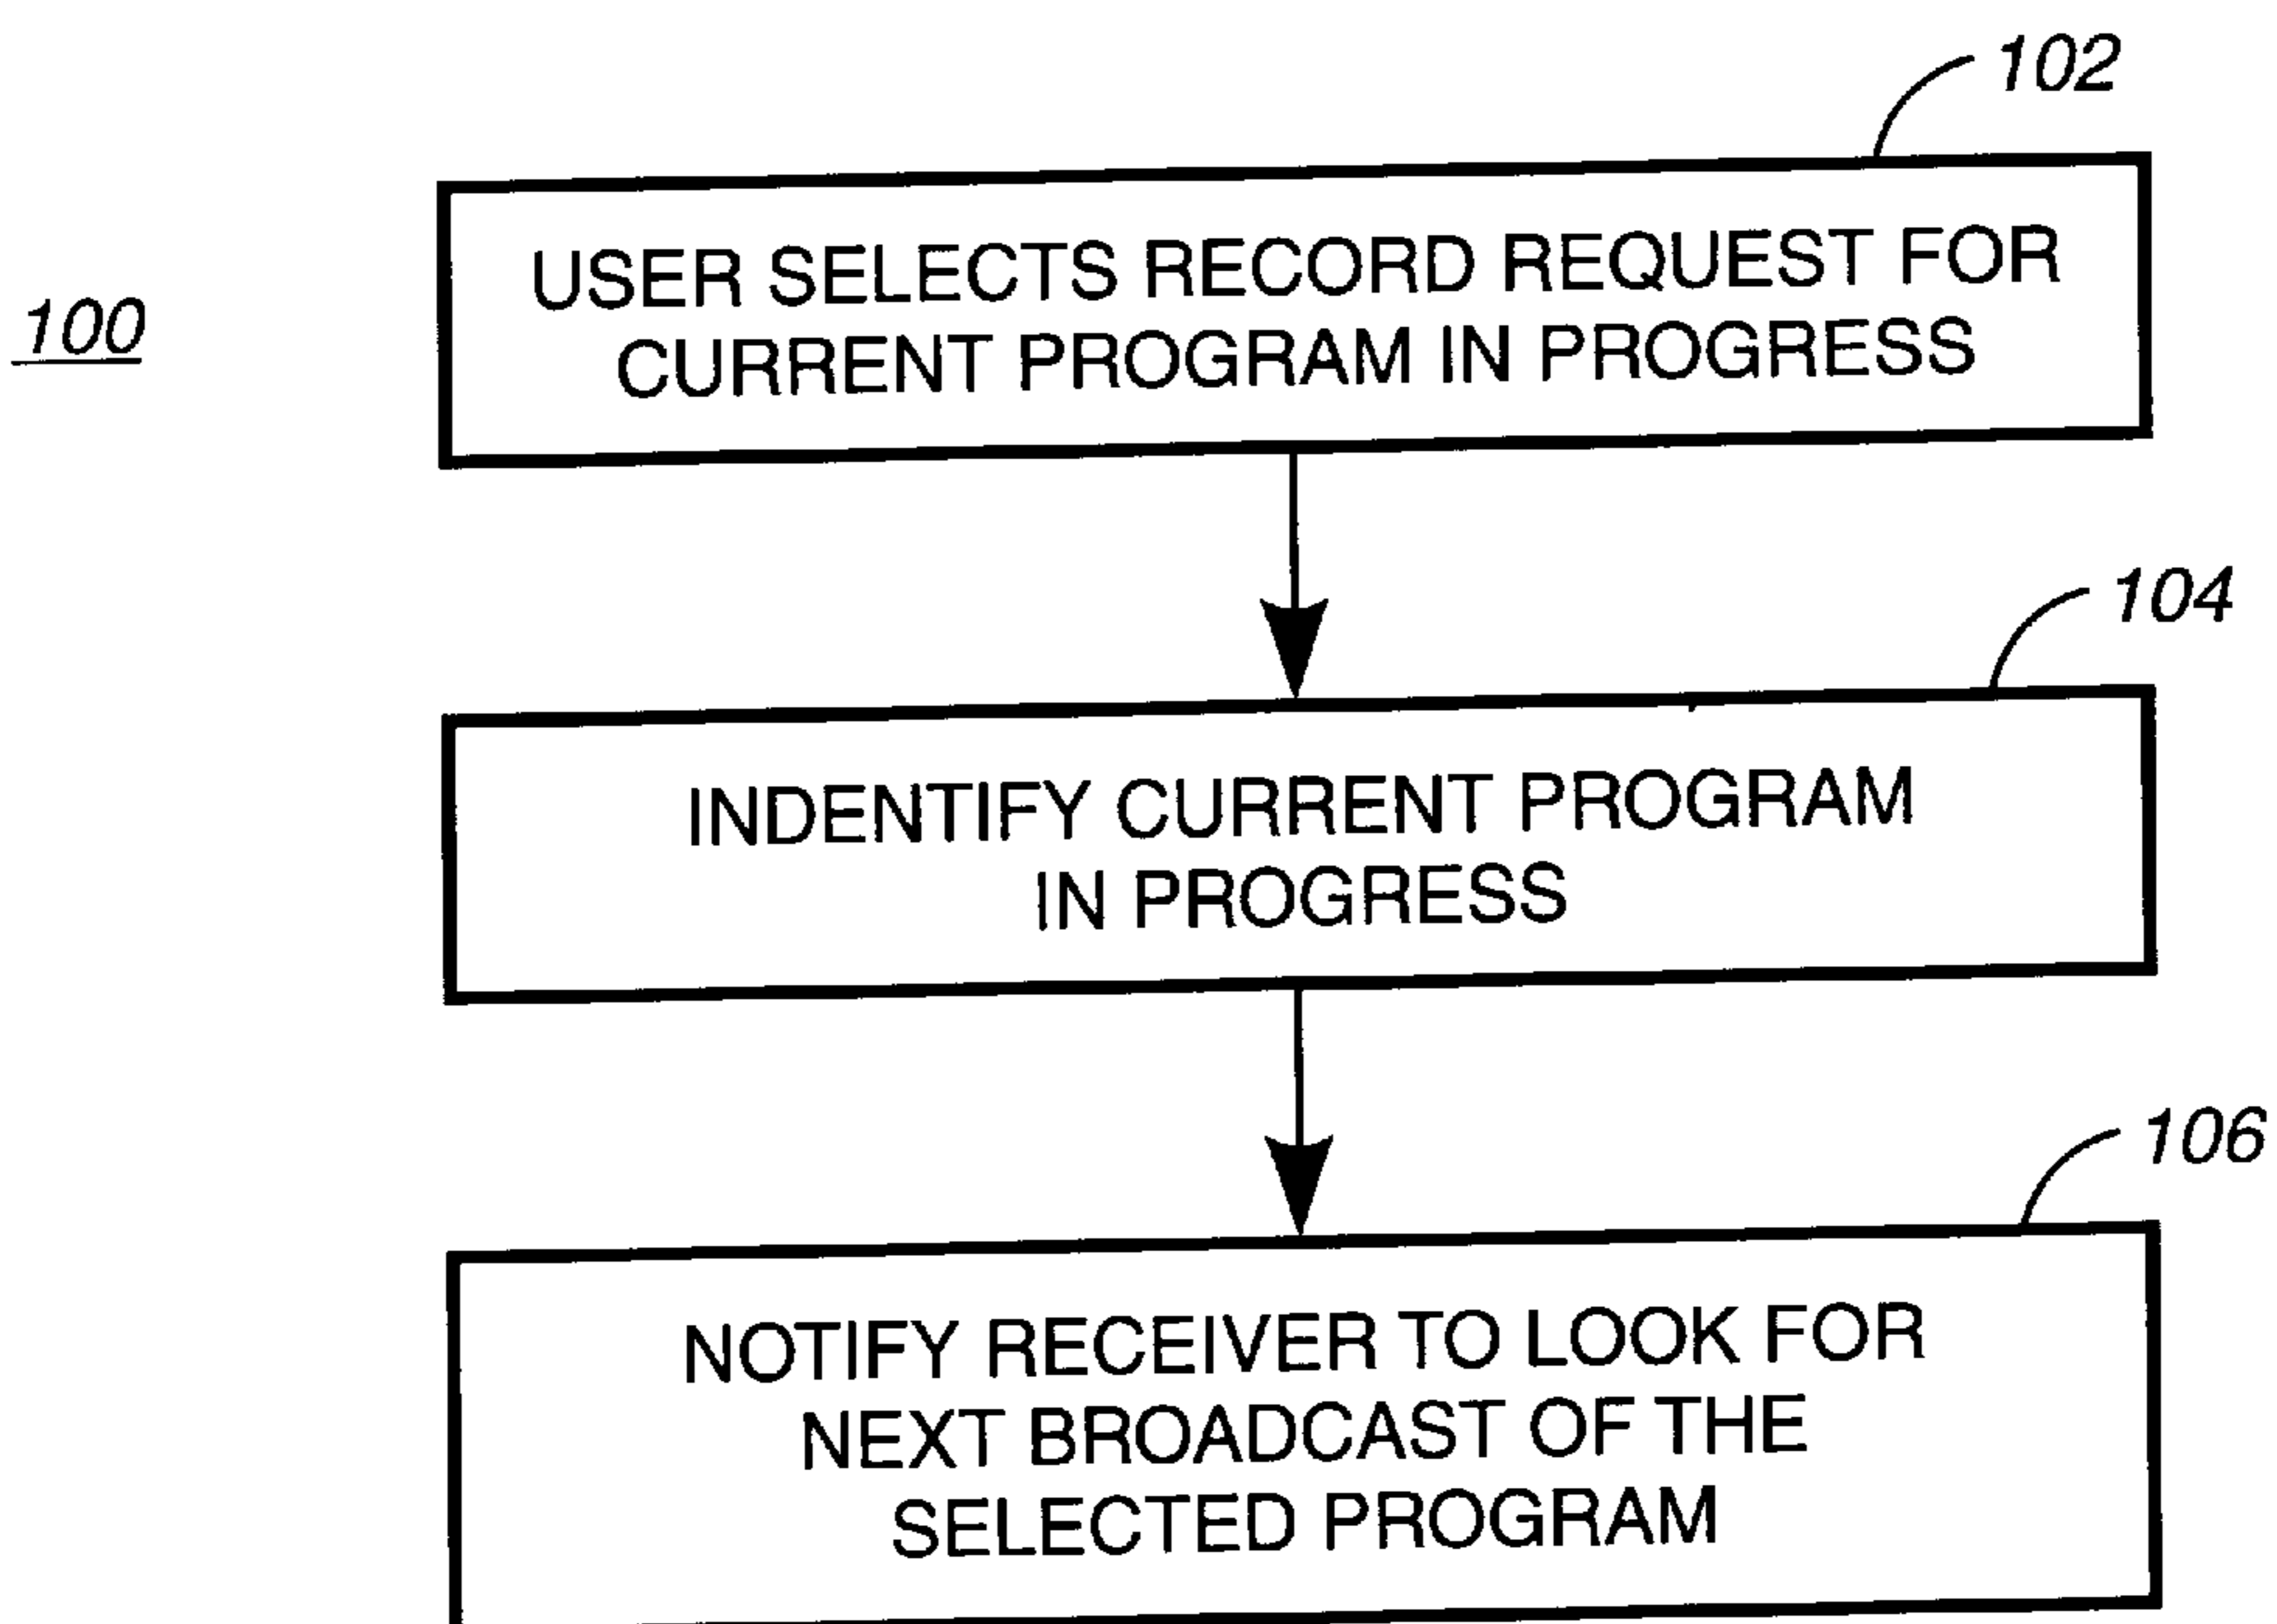 102
USER SELECTS RECORD REQUEST FOR
CURRENT PROGRAM IN PROGRESS
100
104
INDENTIFY CURRENT PROGRAM
IN PROGRESS
106
NOTIFY RECEIVER TO LOOK FOR
NEXT BROADCAST OF THE
SELECTED PROGRAM